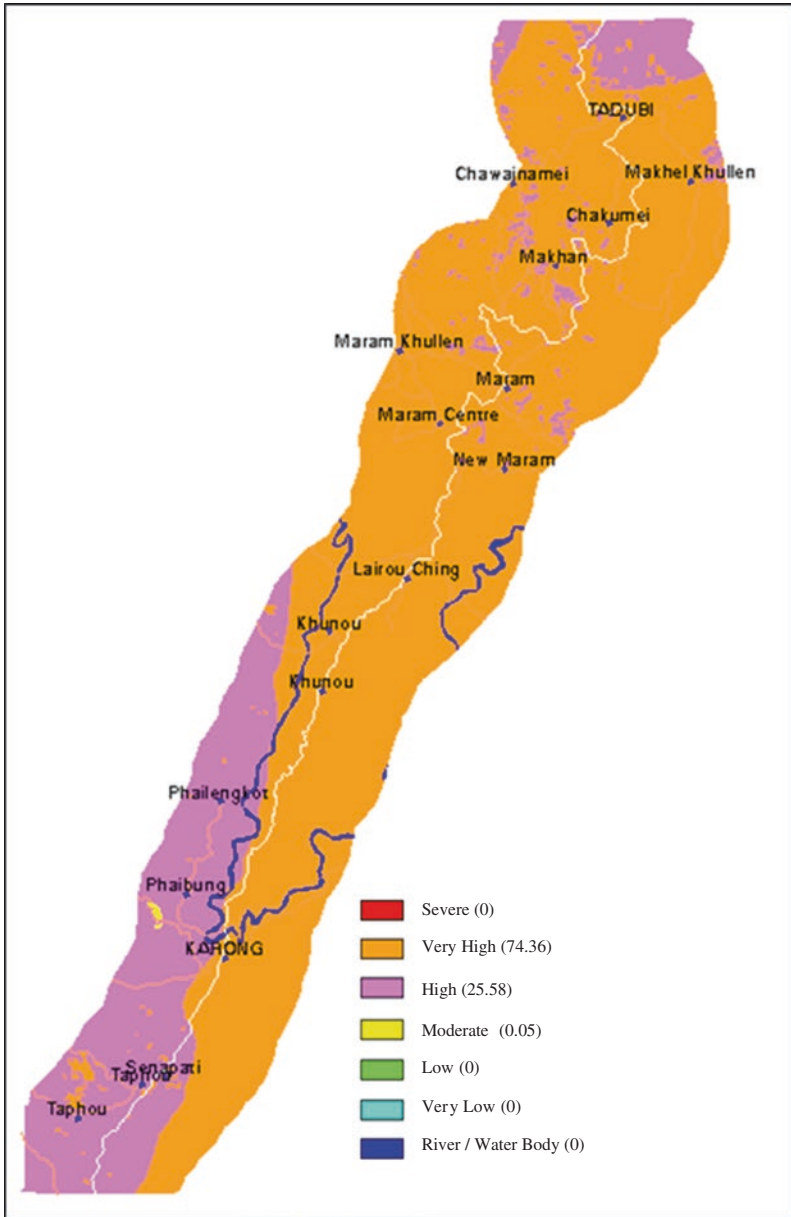 TADUBI
Chawainamei
Makhel Khullen
Chakumei
Makhan
Maram Khullen
Maram
Maram Centre
New Maram
Lairou Ching
Khunou
Khunou
Phailengkot
Phaibung
KARONG
Senapati
Taphou
Taphou
Severe (0)
Very High (74.36)
High (25.58)
Moderate (0.05)
Low (0)
Very Low (0)
River / Water Body (0)